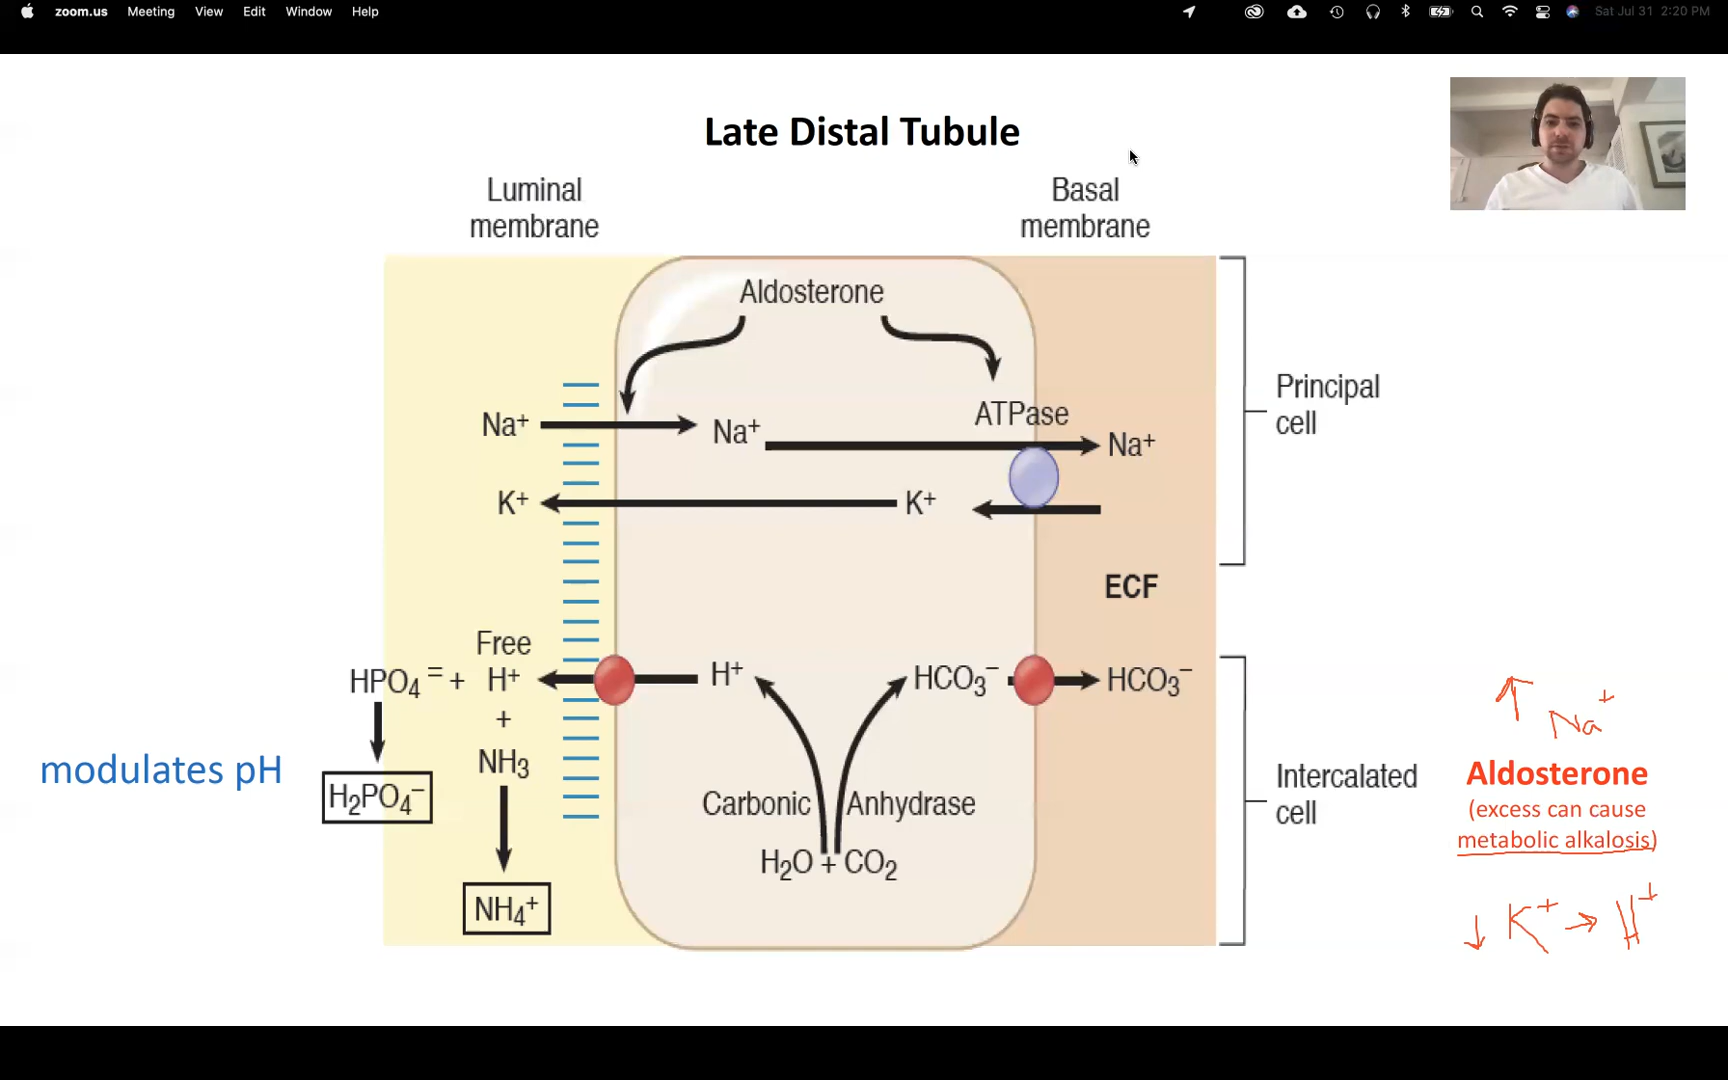 zoom.us Meeting View Edit Window Help Sat Jul 31 2:20 PM
Late Distal Tubule
Luminal
membrane
Basal
membrane
Aldosterone
ATPase
Na⁺ Na⁺ Na⁺
K⁺ K⁺
Principal
cell
ECF
Free
HPO₄⁼ + H⁺ H⁺ HCO₃⁻ HCO₃⁻
+
NH₃
modulates pH
H₂PO₄⁻
Carbonic Anhydrase
H₂O + CO₂
NH₄⁺
Intercalated
cell
↑ Na⁺
Aldosterone
(excess can cause
metabolic alkalosis)
↓ K⁺ → H⁺